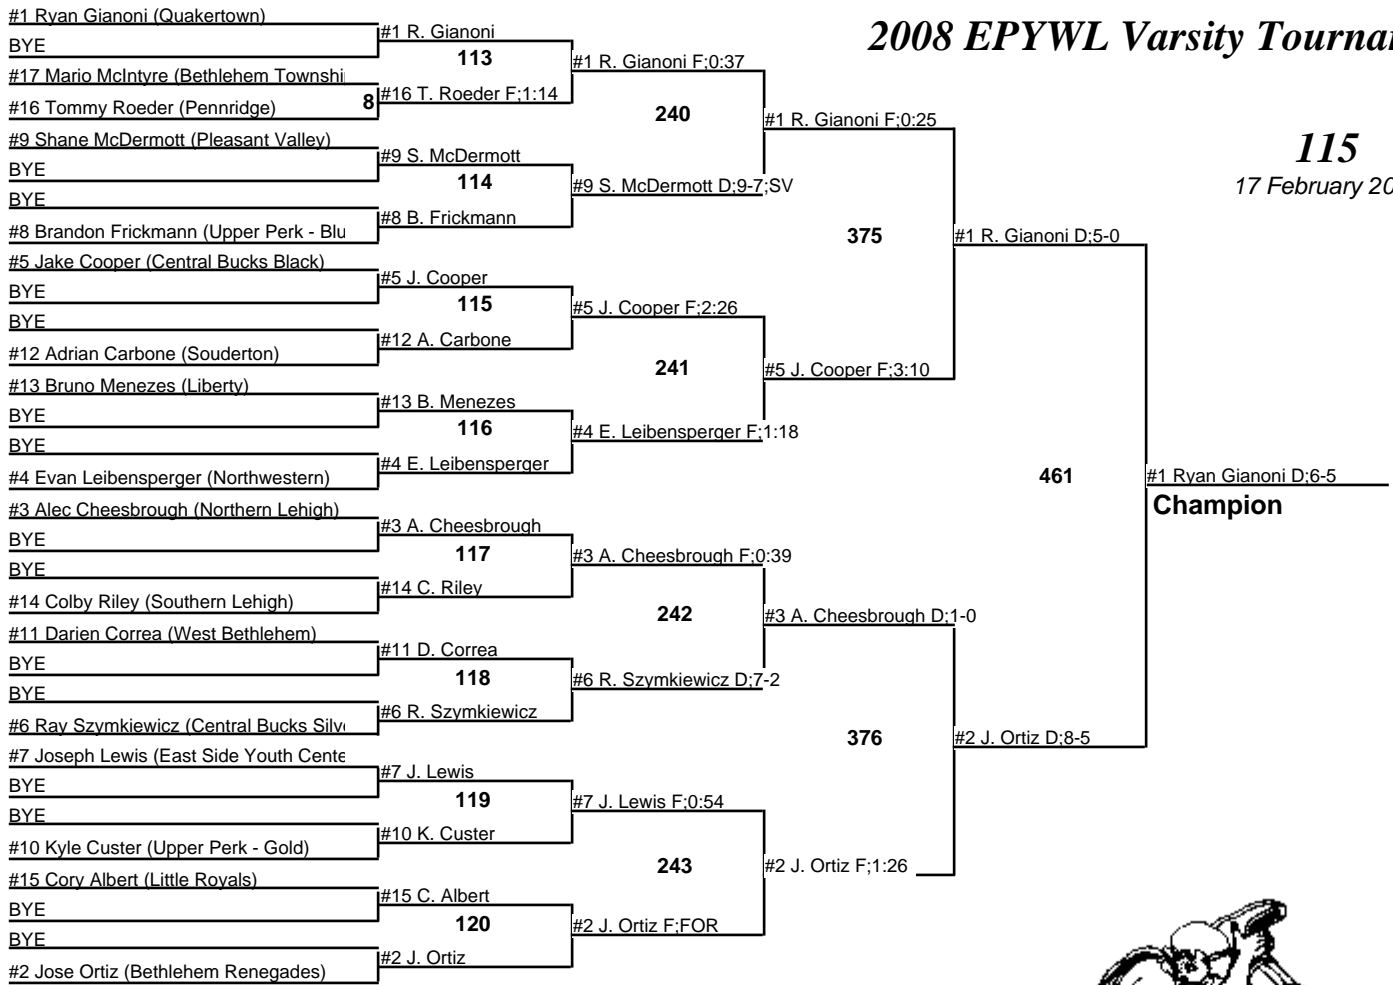 2008 EPYWL Varsity Tournai
115
17 February 20
#1 Ryan Gianoni (Quakertown)
BYE
#17 Mario McIntyre (Bethlehem Townshi
#16 Tommy Roeder (Pennridge)
#9 Shane McDermott (Pleasant Valley)
BYE
BYE
#8 Brandon Frickmann (Upper Perk - Blu
#5 Jake Cooper (Central Bucks Black)
BYE
BYE
#12 Adrian Carbone (Souderton)
#13 Bruno Menezes (Liberty)
BYE
BYE
#4 Evan Leibensperger (Northwestern)
#3 Alec Cheesbrough (Northern Lehigh)
BYE
BYE
#14 Colby Riley (Southern Lehigh)
#11 Darien Correa (West Bethlehem)
BYE
BYE
#6 Ray Szymkiewicz (Central Bucks Silv
#7 Joseph Lewis (East Side Youth Cente
BYE
BYE
#10 Kyle Custer (Upper Perk - Gold)
#15 Cory Albert (Little Royals)
BYE
BYE
#2 Jose Ortiz (Bethlehem Renegades)
8
#1 R. Gianoni
113
#16 T. Roeder F;1:14
#9 S. McDermott
114
#8 B. Frickmann
#5 J. Cooper
115
#12 A. Carbone
#13 B. Menezes
116
#4 E. Leibensperger
#3 A. Cheesbrough
117
#14 C. Riley
#11 D. Correa
118
#6 R. Szymkiewicz
#7 J. Lewis
119
#10 K. Custer
#15 C. Albert
120
#2 J. Ortiz
#1 R. Gianoni F;0:37
240
#9 S. McDermott D;9-7;SV
#5 J. Cooper F;2:26
241
#4 E. Leibensperger F;1:18
#3 A. Cheesbrough F;0:39
242
#6 R. Szymkiewicz D;7-2
#7 J. Lewis F;0:54
243
#2 J. Ortiz F;FOR
#1 R. Gianoni F;0:25
375
#5 J. Cooper F;3:10
#3 A. Cheesbrough D;1-0
376
#2 J. Ortiz F;1:26
#1 R. Gianoni D;5-0
461
#2 J. Ortiz D;8-5
#1 Ryan Gianoni D;6-5
Champion